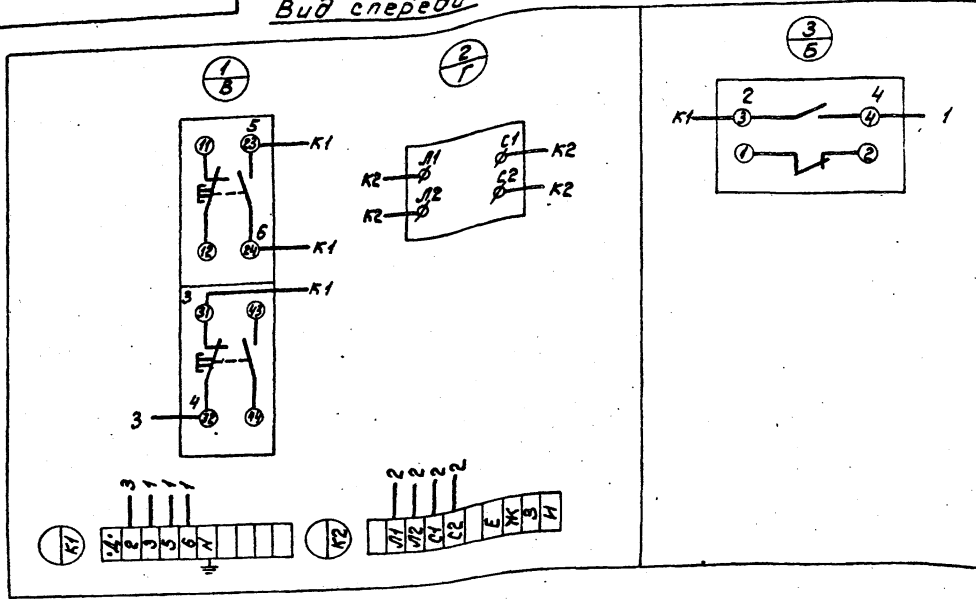 Вид спереди
1
В
2
Г
3
Б
5
11 23 К1
6
12 24 К1
3 К1
31 43
4
3 32 44
Л1 С1 К2
К2
Л2 С2 К2
К2
2 4
К1 3 4 1
1 2
3 1 1 1
К1 "Д" 2 3 5 6 N
2 2 2 2
К2 Л1 Л2 С1 С2 Е Ж З И